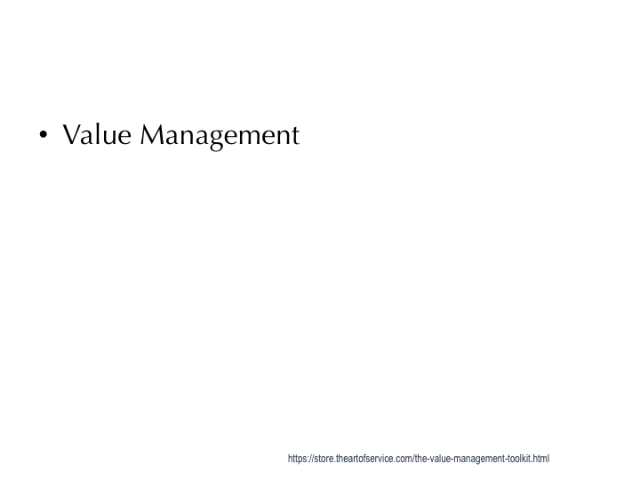 • Value Management
https://store.theartofservice.com/the-value-management-toolkit.html